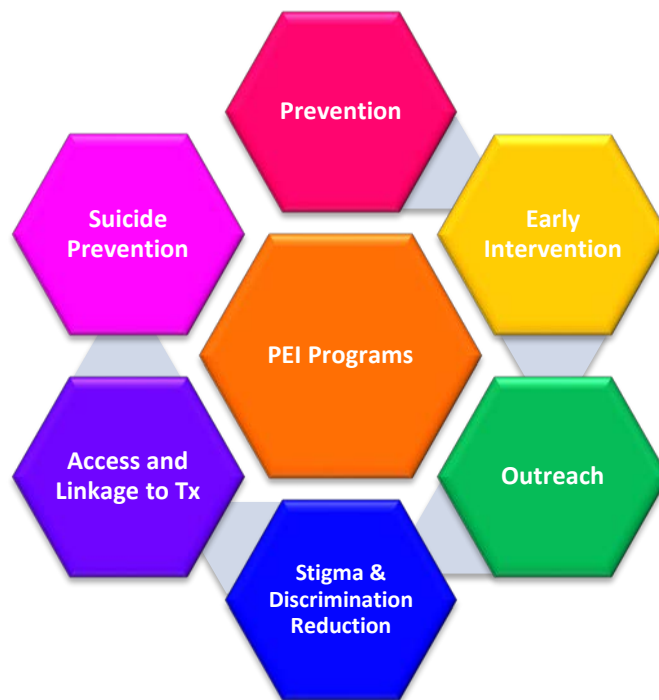 Prevention
Early
Intervention
Outreach
Stigma &
Discrimination
Reduction
Access and
Linkage to Tx
Suicide
Prevention
PEI Programs